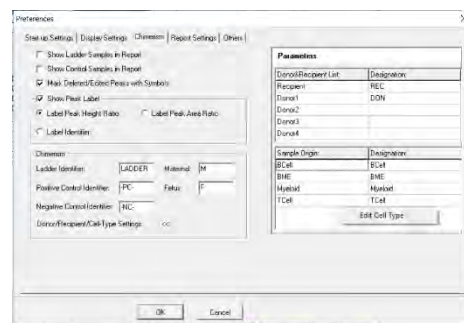 Preferences
Start-up Settings Display Settings Chimerism Report Settings Others
Show Ladder Samples in Report
Show Control Samples in Report
Mark Deleted/Edited Peaks with Symbols
Show Peak Label
Label Peak Height Ratio Label Peak Area Ratio
Label Identifier
Chimerism
Ladder Identifier: LADDER Maternal: M
Positive Control Identifier: -PC- Fetus: F
Negative Control Identifier: -NC-
Donor/Recipient/Cell-Type Settings: <<
Parameters
Donor/Recipient List: Designation:
Recipient REC
Donor1 DON
Donor2
Donor3
Donor4
Sample Origin: Designation:
BCell BCell
BME BME
Myeloid Myeloid
TCell TCell
Edit Cell Type
OK Cancel